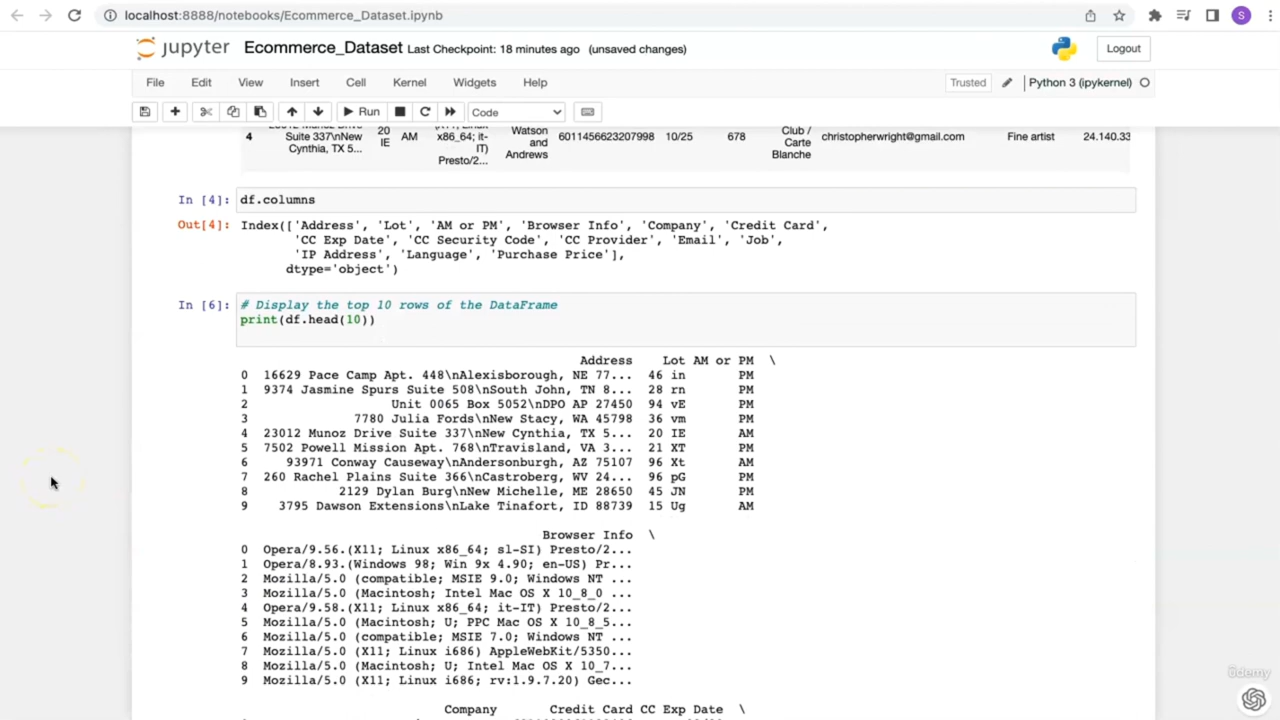 localhost:8888/notebooks/Ecommerce_Dataset.ipynb
S
jupyter Ecommerce_Dataset Last Checkpoint: 18 minutes ago (unsaved changes)
Logout
File Edit View Insert Cell Kernel Widgets Help
Trusted Python 3 (ipykernel)
Run Code
4 Suite 337\nNew Cynthia, TX 5... 20 IE AM x86_64; it-IT) Presto/2... Watson and Andrews 6011456623207998 10/25 678 Club / Carte Blanche christopherwright@gmail.com Fine artist 24.140.33
In [4]: df.columns
Out[4]: Index(['Address', 'Lot', 'AM or PM', 'Browser Info', 'Company', 'Credit Card',
'CC Exp Date', 'CC Security Code', 'CC Provider', 'Email', 'Job',
'IP Address', 'Language', 'Purchase Price'],
dtype='object')
In [6]: # Display the top 10 rows of the DataFrame
print(df.head(10))
Address Lot AM or PM \
0 16629 Pace Camp Apt. 448\nAlexisborough, NE 77... 46 in PM
1 9374 Jasmine Spurs Suite 508\nSouth John, TN 8... 28 rn PM
2 Unit 0065 Box 5052\nDPO AP 27450 94 vE PM
3 7780 Julia Fords\nNew Stacy, WA 45798 36 vm PM
4 23012 Munoz Drive Suite 337\nNew Cynthia, TX 5... 20 IE AM
5 7502 Powell Mission Apt. 768\nTravisland, VA 3... 21 XT PM
6 93971 Conway Causeway\nAndersonburgh, AZ 75107 96 Xt AM
7 260 Rachel Plains Suite 366\nCastroberg, WV 24... 96 pG PM
8 2129 Dylan Burg\nNew Michelle, ME 28650 45 JN PM
9 3795 Dawson Extensions\nLake Tinafort, ID 88739 15 Ug AM
Browser Info \
0 Opera/9.56.(X11; Linux x86_64; sl-SI) Presto/2...
1 Opera/8.93.(Windows 98; Win 9x 4.90; en-US) Pr...
2 Mozilla/5.0 (compatible; MSIE 9.0; Windows NT ...
3 Mozilla/5.0 (Macintosh; Intel Mac OS X 10_8_0 ...
4 Opera/9.58.(X11; Linux x86_64; it-IT) Presto/2...
5 Mozilla/5.0 (Macintosh; U; PPC Mac OS X 10_8_5...
6 Mozilla/5.0 (compatible; MSIE 7.0; Windows NT ...
7 Mozilla/5.0 (X11; Linux i686) AppleWebKit/5350...
8 Mozilla/5.0 (Macintosh; U; Intel Mac OS X 10_7...
9 Mozilla/5.0 (X11; Linux i686; rv:1.9.7.20) Gec...
Company Credit Card CC Exp Date \
ûdemy